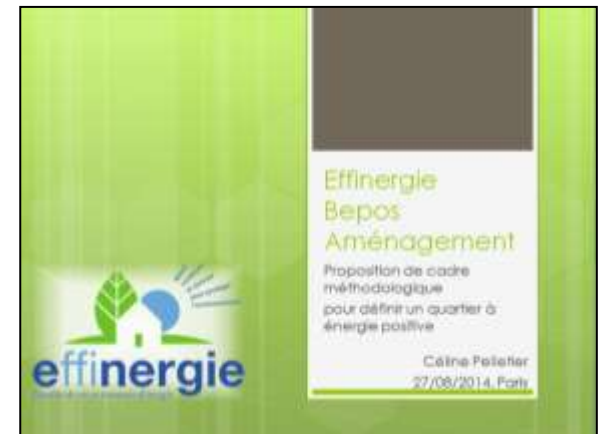 Effinergie
Bepos
Aménagement
Proposition de cadre
méthodologique
pour définir un quartier à
énergie positive
Céline Pelletier
27/08/2014, Paris
effinergie